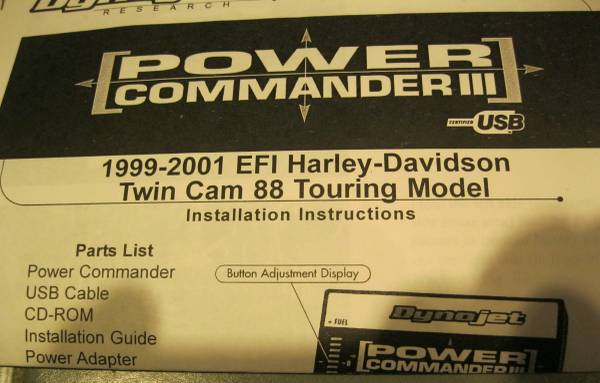 Dynojet
RESEARCH
POWER
COMMANDER III
CERTIFIED USB
1999-2001 EFI Harley-Davidson
Twin Cam 88 Touring Model
Installation Instructions
Parts List
Power Commander
USB Cable
CD-ROM
Installation Guide
Power Adapter
Button Adjustment Display
+ FUEL
Dynojet
POWER
COMMANDER III